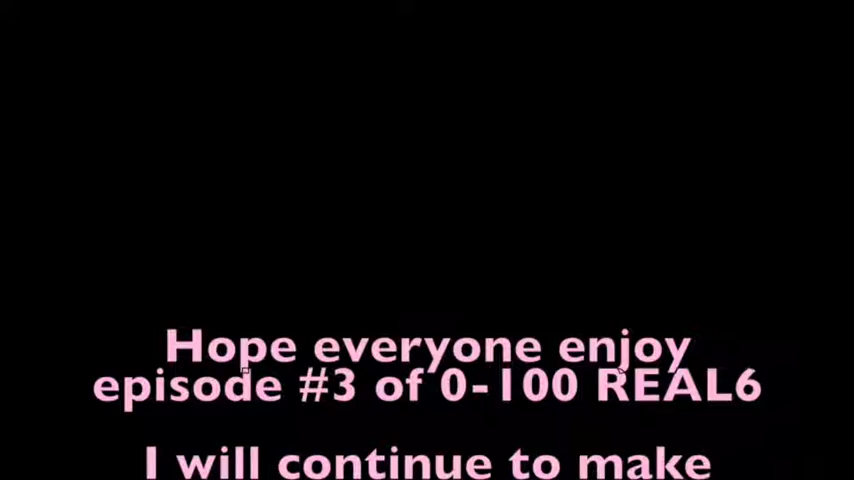 Hope everyone enjoy
episode #3 of 0-100 REAL6
I will continue to make